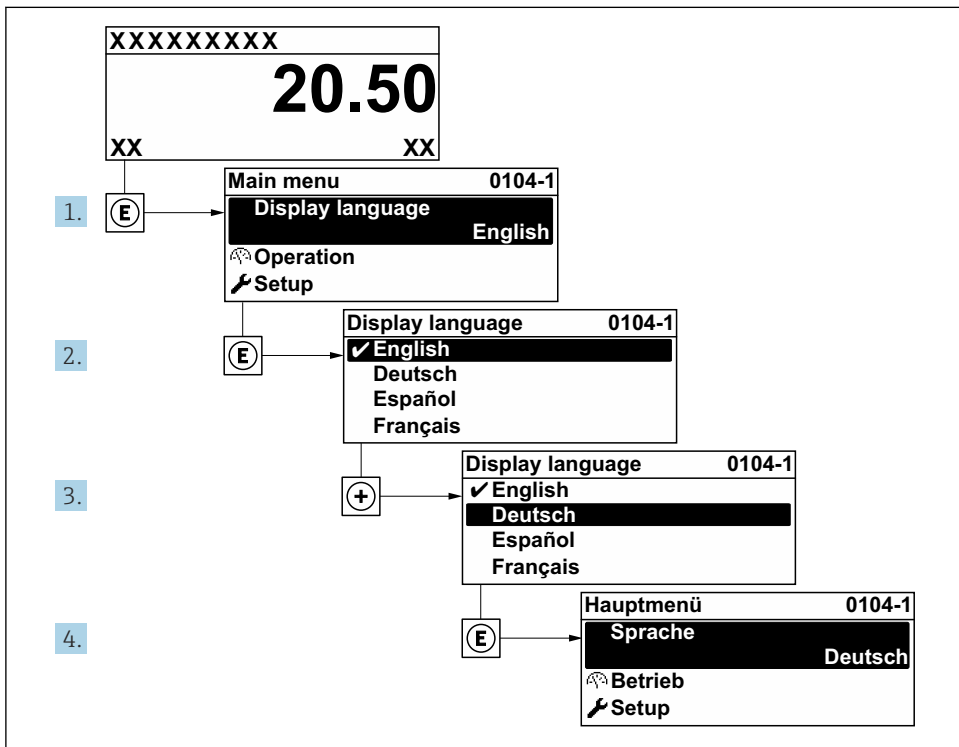 XXXXXXXXX
20.50
XX XX
1. E
Main menu 0104-1
Display language
English
Operation
Setup
2. E
Display language 0104-1
✔English
Deutsch
Español
Français
3. +
Display language 0104-1
✔English
Deutsch
Español
Français
4. E
Hauptmenü 0104-1
Sprache
Deutsch
Betrieb
Setup